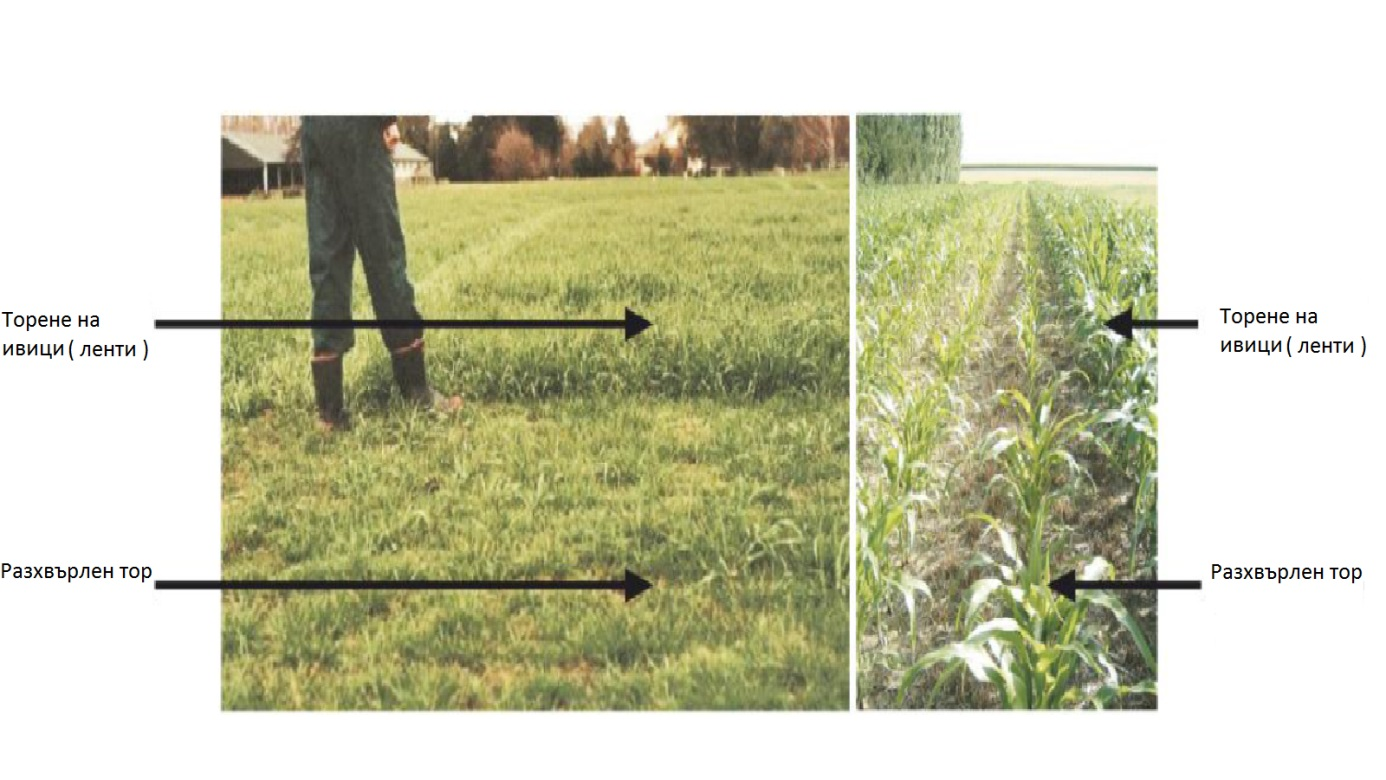 Торене на
ивици ( ленти )
Разхвърлен тор
Торене на
ивици ( ленти )
Разхвърлен тор